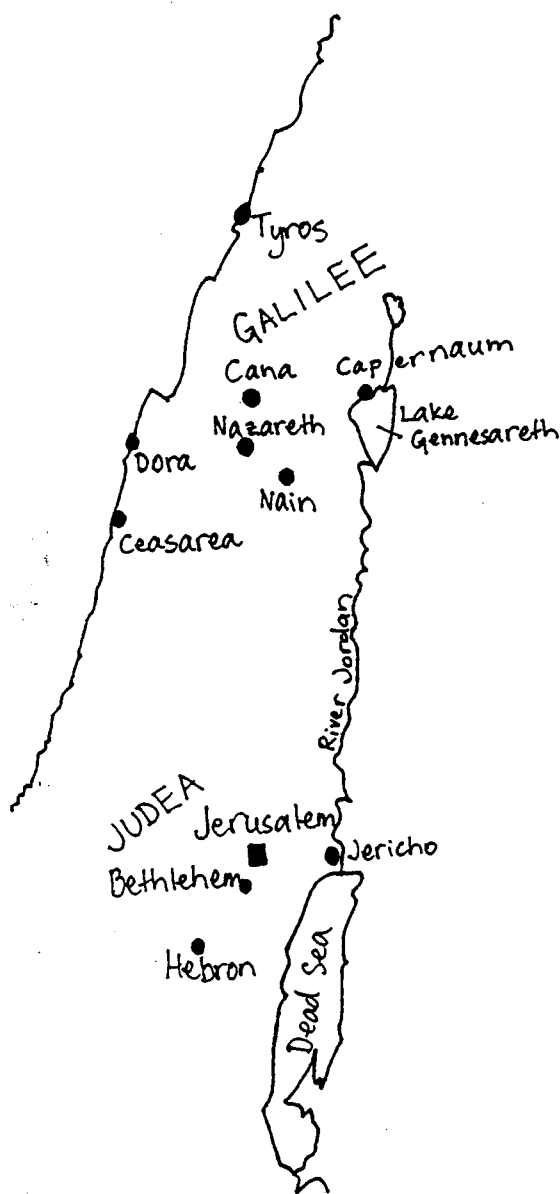 Tyros
GALILEE
Capernaum
Cana
Lake
Gennesareth
Nazareth
Dora
Nain
Ceasarea
River Jordan
JUDEA
Jerusalem
Jericho
Bethlehem
Hebron
Dead Sea